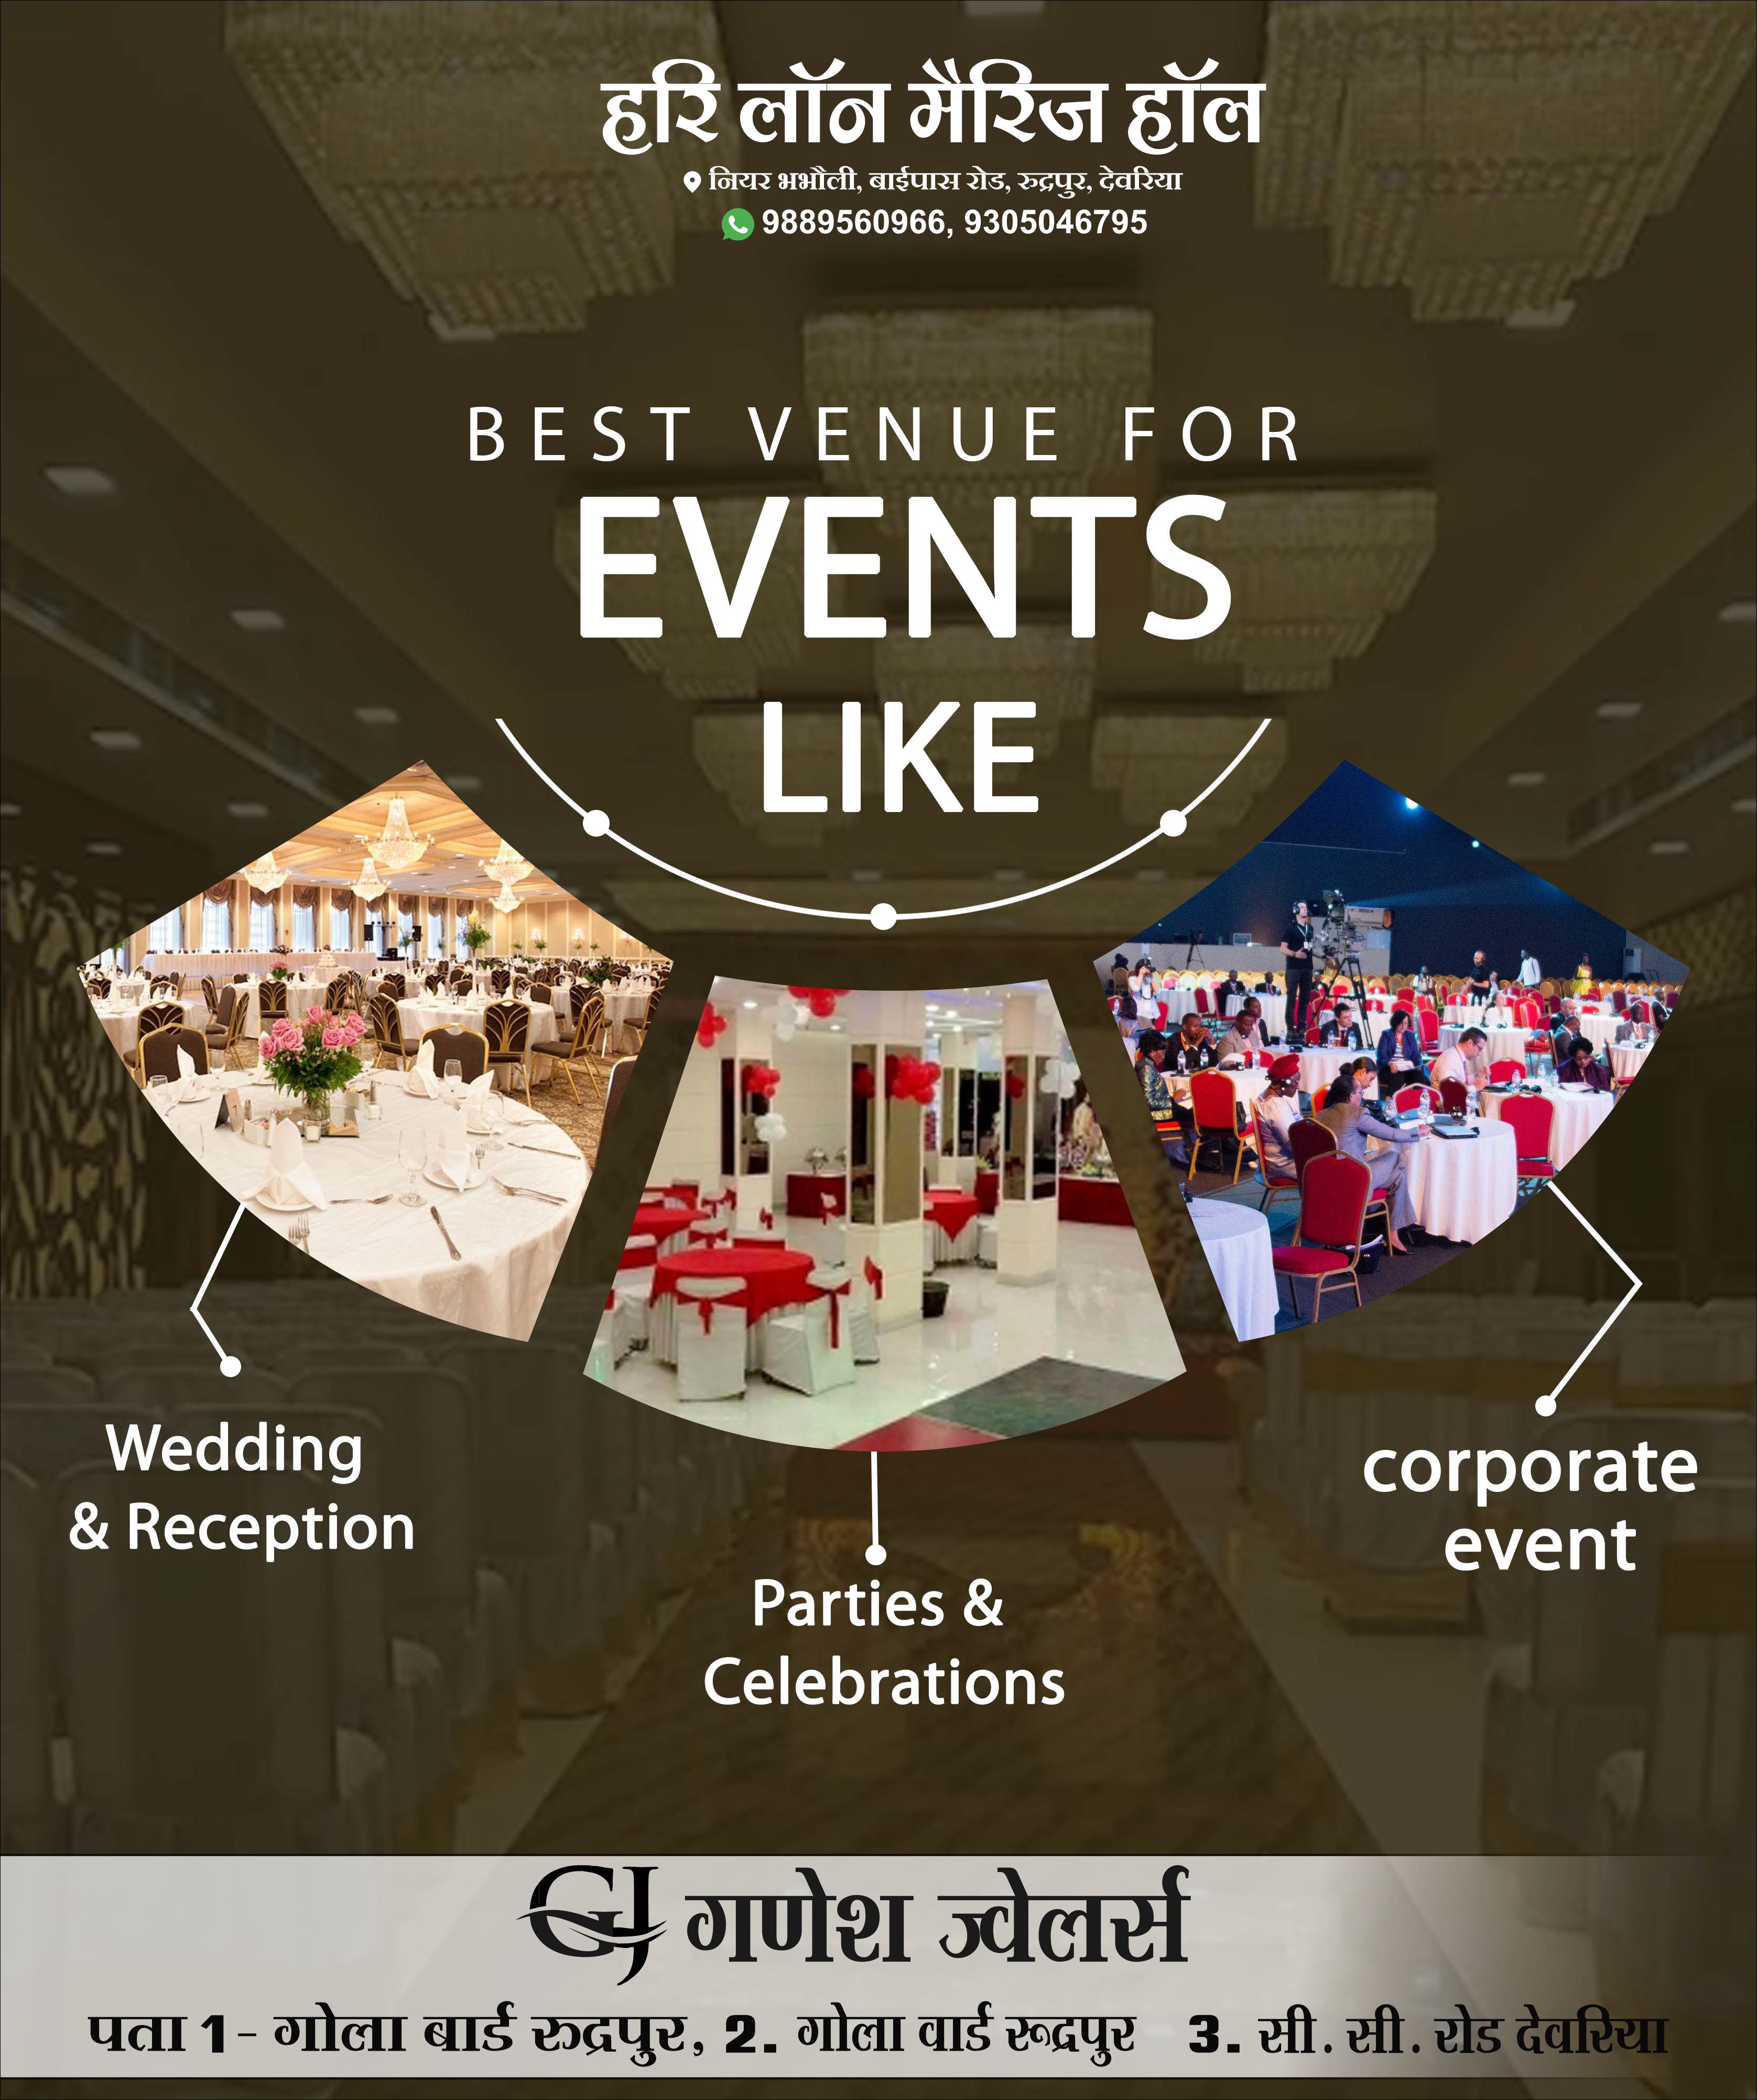 हरि लॉन मैरिज हॉल
नियर भभौली, बाईपास रोड, रुद्रपुर, देवरिया
9889560966, 9305046795
BEST VENUE FOR
EVENTS
LIKE
Wedding
& Reception
Parties &
Celebrations
corporate
event
GJ गणेश ज्वेलर्स
पता 1- गोला बार्ड रुद्रपुर, 2. गोला वार्ड रूद्रपुर 3. सी. सी. रोड देवरिया